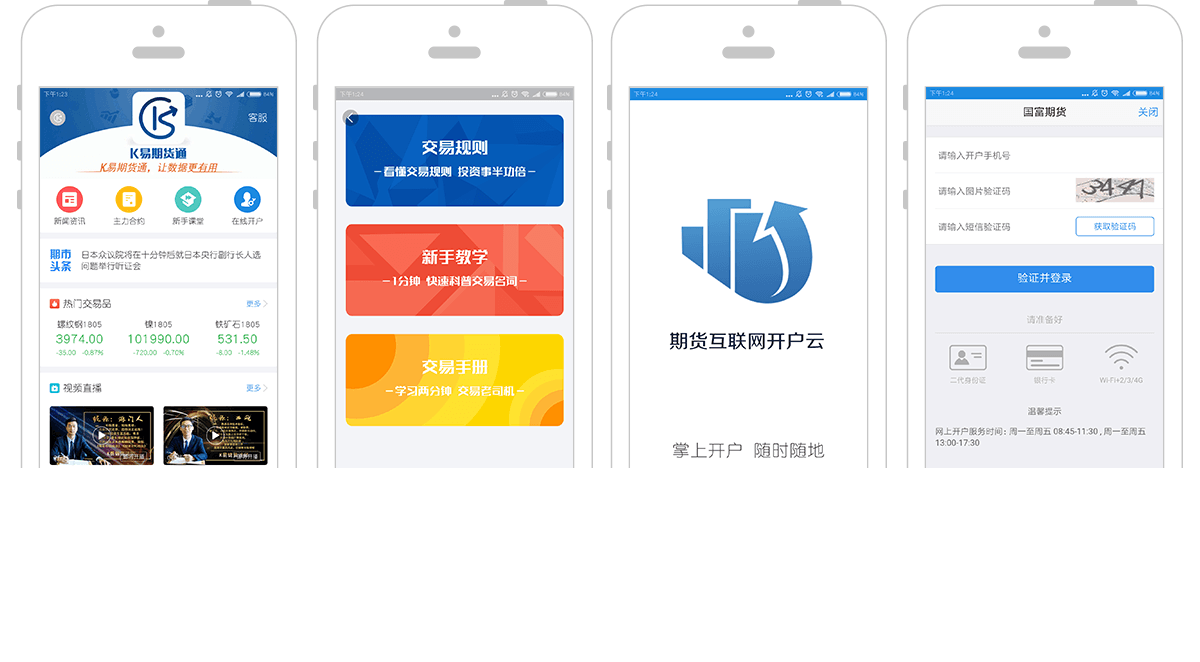 下午1:23
64%
客服
K易期货通
K易期货通，让数据更有用
新闻资讯
主力合约
新手课堂
在线开户
期市
头条
日本众议院将在十分钟后就日本央行副行长人选
问题举行听证会
热门交易品
更多
螺纹钢1805
镍1805
铁矿石1805
3974.00
101990.00
531.50
-35.00 -0.87%
-720.00 -0.70%
-8.00 -1.48%
视频直播
更多
下午1:24
64%
交易规则
看懂交易规则 投资事半功倍
新手教学
1分钟 快速科普交易名词
交易手册
学习两分钟 交易老司机
下午1:24
64%
期货互联网开户云
掌上开户 随时随地
下午1:24
64%
国富期货
关闭
请输入开户手机号
请输入图片验证码
请输入短信验证码
获取验证码
验证并登录
请准备好
二代身份证
银行卡
Wi-Fi+2/3/4G
温馨提示
网上开户服务时间：周一至周五 08:45-11:30，周一至周五
13:00-17:30